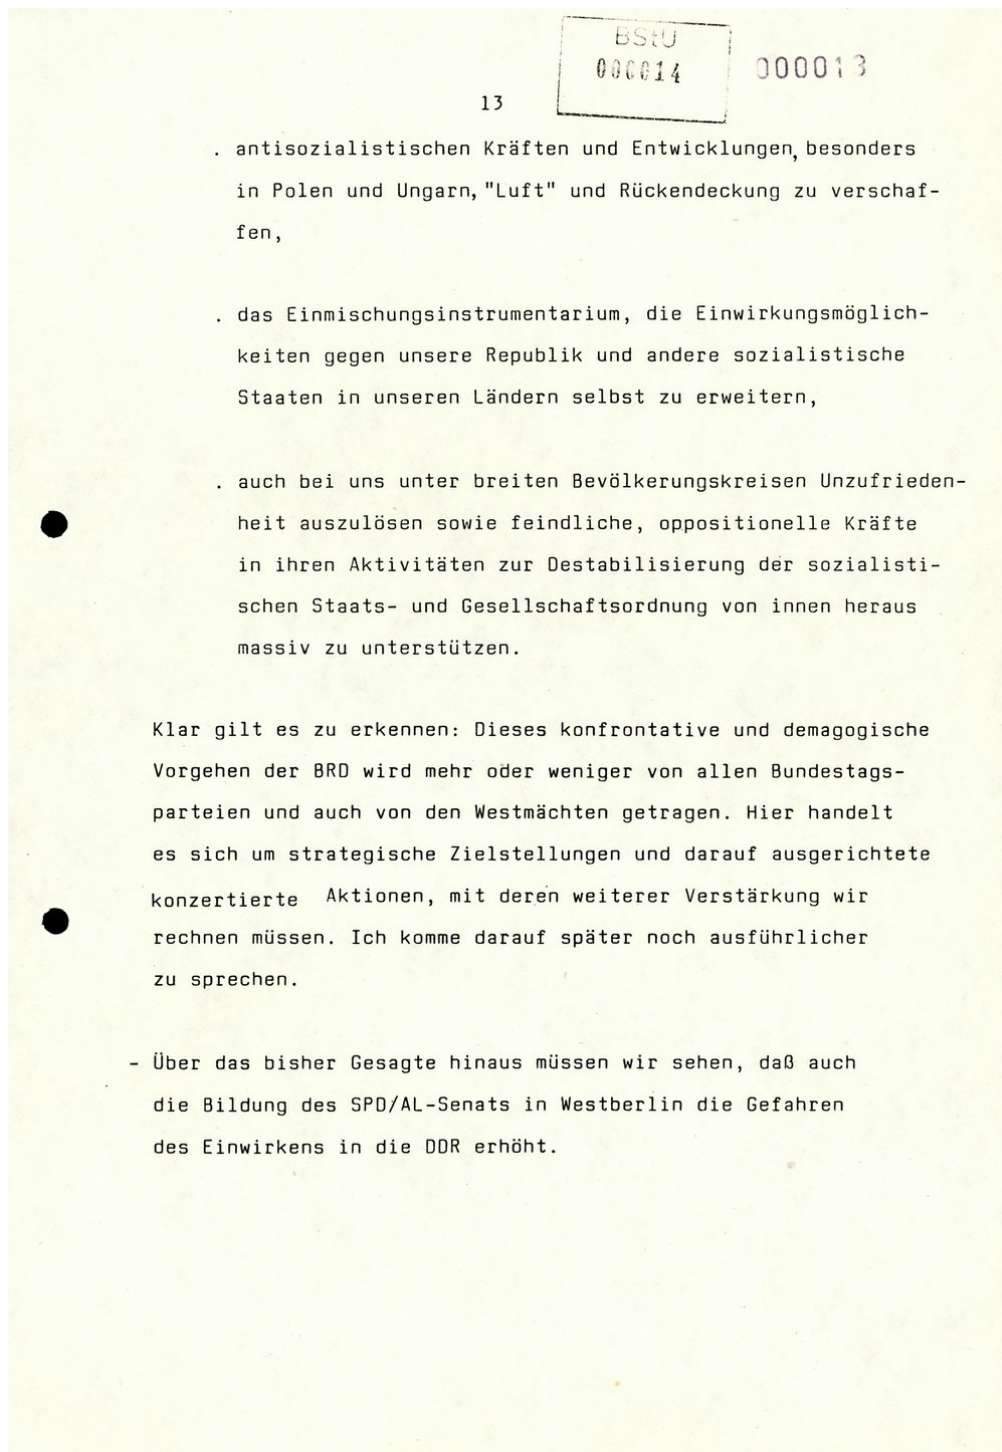 BStU
000014 000013
13
. antisozialistischen Kräften und Entwicklungen, besonders
in Polen und Ungarn, "Luft" und Rückendeckung zu verschaf-
fen,
. das Einmischungsinstrumentarium, die Einwirkungsmöglich-
keiten gegen unsere Republik und andere sozialistische
Staaten in unseren Ländern selbst zu erweitern,
. auch bei uns unter breiten Bevölkerungskreisen Unzufrieden-
heit auszulösen sowie feindliche, oppositionelle Kräfte
in ihren Aktivitäten zur Destabilisierung der sozialisti-
schen Staats- und Gesellschaftsordnung von innen heraus
massiv zu unterstützen.
Klar gilt es zu erkennen: Dieses konfrontative und demagogische
Vorgehen der BRD wird mehr oder weniger von allen Bundestags-
parteien und auch von den Westmächten getragen. Hier handelt
es sich um strategische Zielstellungen und darauf ausgerichtete
konzertierte Aktionen, mit deren weiterer Verstärkung wir
rechnen müssen. Ich komme darauf später noch ausführlicher
zu sprechen.
- Über das bisher Gesagte hinaus müssen wir sehen, daß auch
die Bildung des SPD/AL-Senats in Westberlin die Gefahren
des Einwirkens in die DDR erhöht.